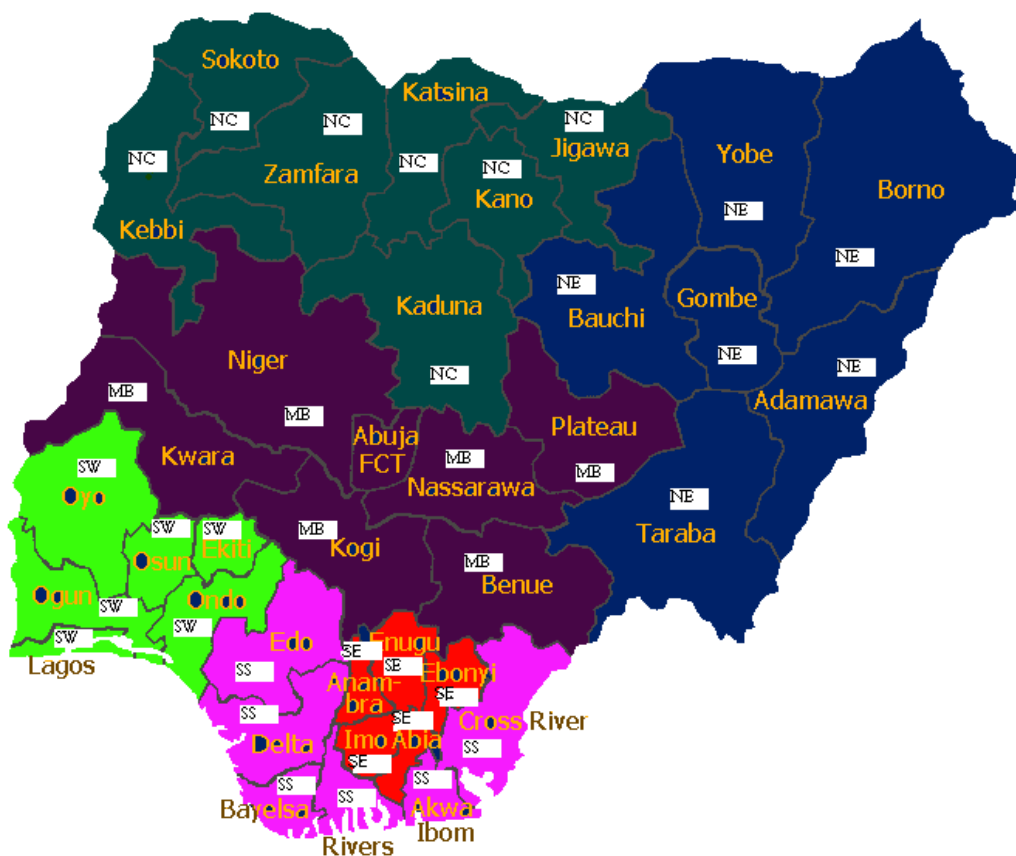 Sokoto
Katsina
NC
NC
NC
Jigawa
Yobe
NC
NC
NC
Zamfara
Kano
Borno
Kebbi
NE
NE
NE
Gombe
Kaduna
Bauchi
Niger
NE
NE
NC
MB
Adamawa
MB
Plateau
Abuja
FCT
Kwara
MB
MB
Nassarawa
SW
Oyo
NE
Taraba
SW
SW
MB
Kogi
Ekiti
Osun
MB
Benue
Ogun
SW
Ondo
SW
SW
Lagos
Edo
SE
Enugu
SE
Ebonyi
SS
Anam-
bra
SE
SS
SE
Cross River
Delta
Imo
Abia
SE
SS
SS
SS
SS
Bayelsa
Akwa
Ibom
Rivers